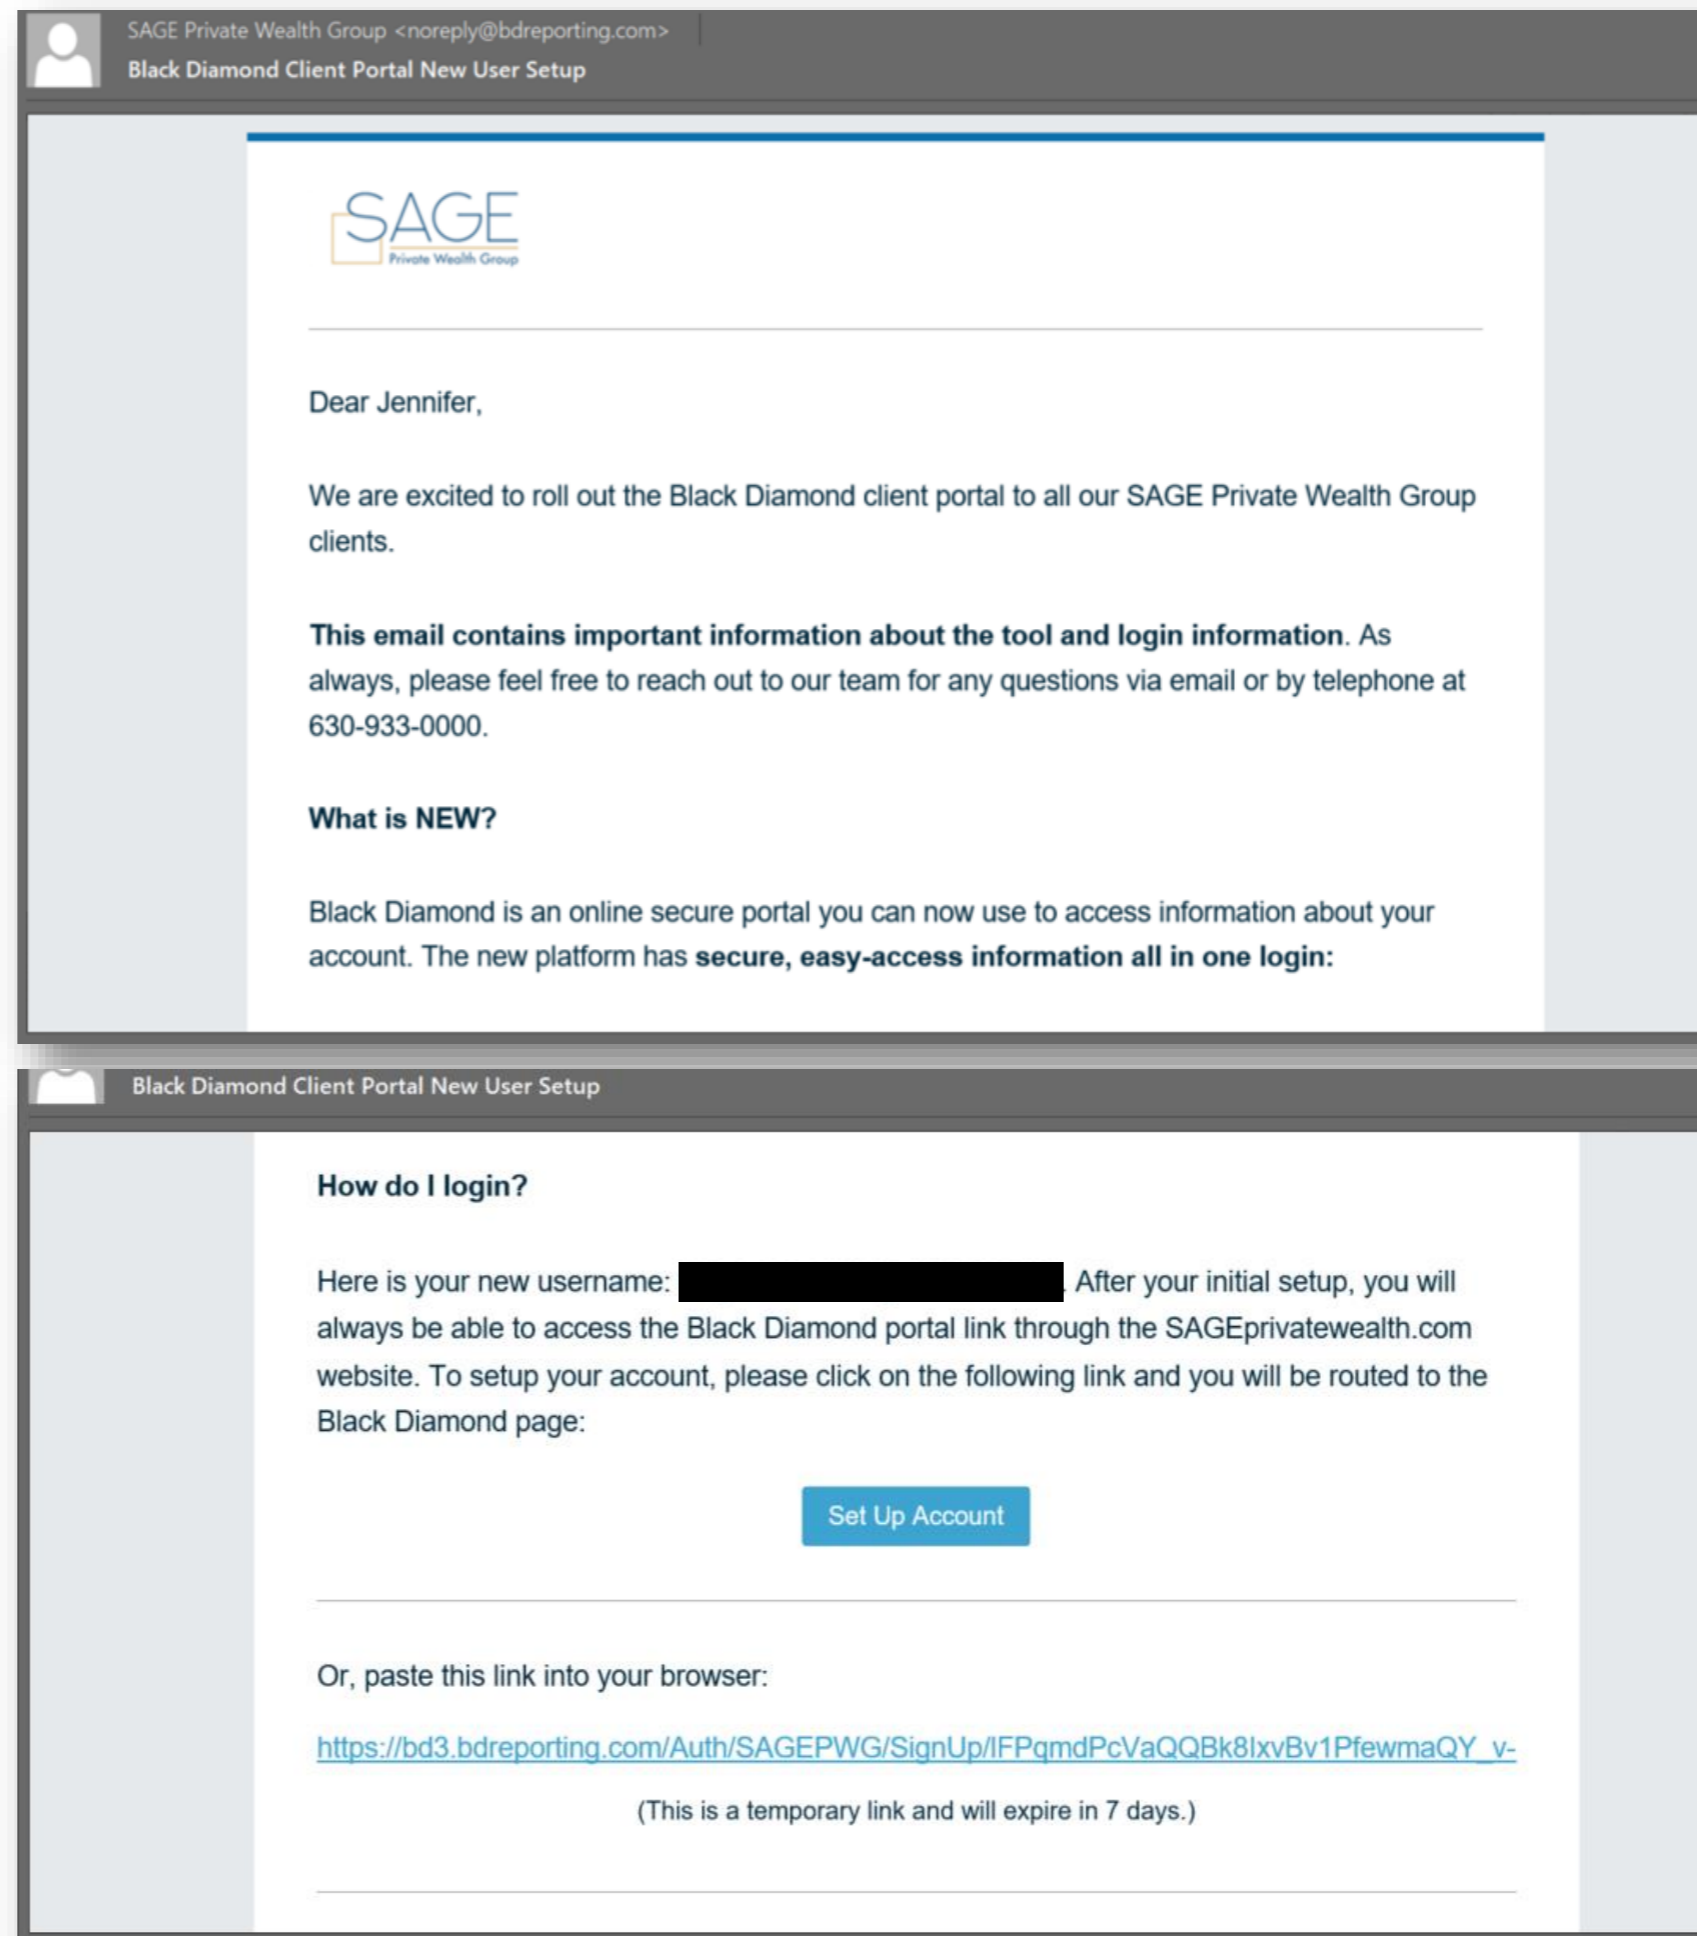 SAGE Private Wealth Group <noreply@bdreporting.com>
Black Diamond Client Portal New User Setup
SAGE
Private Wealth Group
Dear Jennifer,
We are excited to roll out the Black Diamond client portal to all our SAGE Private Wealth Group
clients.
This email contains important information about the tool and login information. As
always, please feel free to reach out to our team for any questions via email or by telephone at
630-933-0000.
What is NEW?
Black Diamond is an online secure portal you can now use to access information about your
account. The new platform has secure, easy-access information all in one login:
Black Diamond Client Portal New User Setup
How do I login?
Here is your new username: After your initial setup, you will
always be able to access the Black Diamond portal link through the SAGEprivatewealth.com
website. To setup your account, please click on the following link and you will be routed to the
Black Diamond page:
Set Up Account
Or, paste this link into your browser:
https://bd3.bdreporting.com/Auth/SAGEPWG/SignUp/IFPqmdPcVaQQBk8IxvBv1PfewmaQY_v-
(This is a temporary link and will expire in 7 days.)